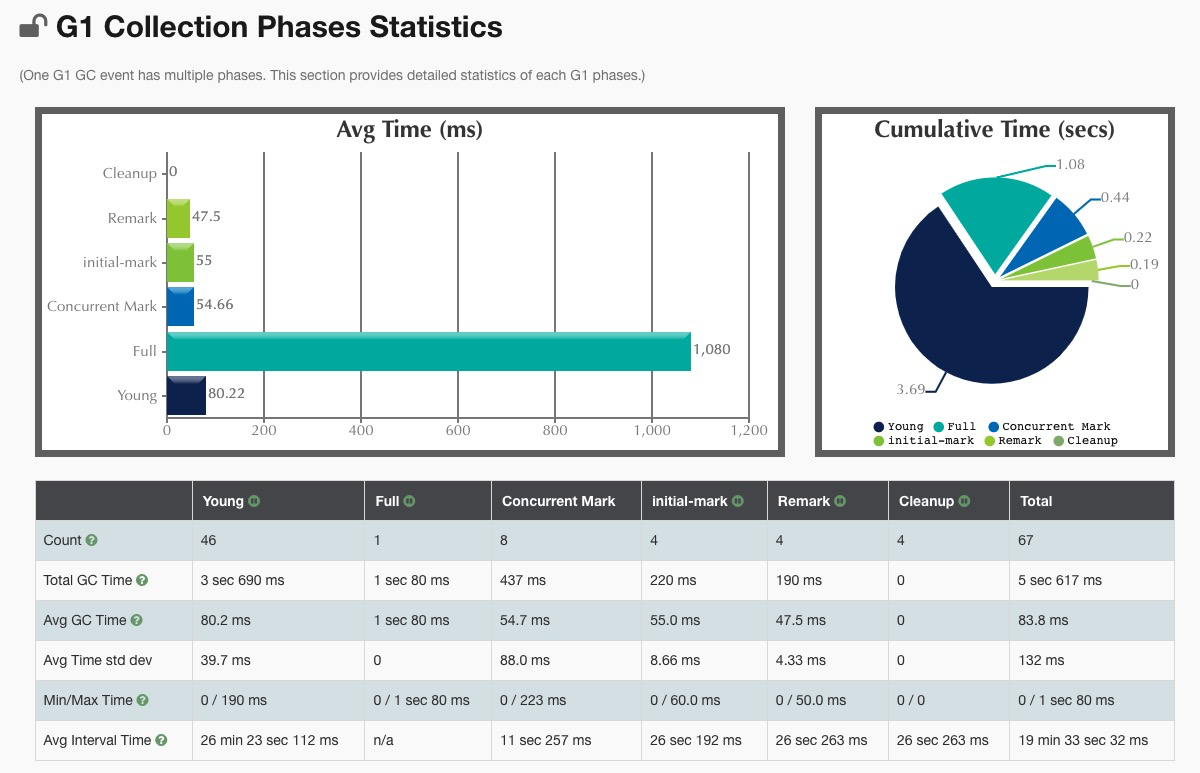 G1 Collection Phases Statistics
(One G1 GC event has multiple phases. This section provides detailed statistics of each G1 phases.)
Avg Time (ms)
Cleanup 0
Remark 47.5
initial-mark 55
Concurrent Mark 54.66
Full 1,080
Young 80.22
0 200 400 600 800 1,000 1,200
Cumulative Time (secs)
1.08
0.44
0.22
0.19
0
3.69
Young Full Concurrent Mark
initial-mark Remark Cleanup
Young Full Concurrent Mark initial-mark Remark Cleanup Total
Count 46 1 8 4 4 4 67
Total GC Time 3 sec 690 ms 1 sec 80 ms 437 ms 220 ms 190 ms 0 5 sec 617 ms
Avg GC Time 80.2 ms 1 sec 80 ms 54.7 ms 55.0 ms 47.5 ms 0 83.8 ms
Avg Time std dev 39.7 ms 0 88.0 ms 8.66 ms 4.33 ms 0 132 ms
Min/Max Time 0 / 190 ms 0 / 1 sec 80 ms 0 / 223 ms 0 / 60.0 ms 0 / 50.0 ms 0 / 0 0 / 1 sec 80 ms
Avg Interval Time 26 min 23 sec 112 ms n/a 11 sec 257 ms 26 sec 192 ms 26 sec 263 ms 26 sec 263 ms 19 min 33 sec 32 ms